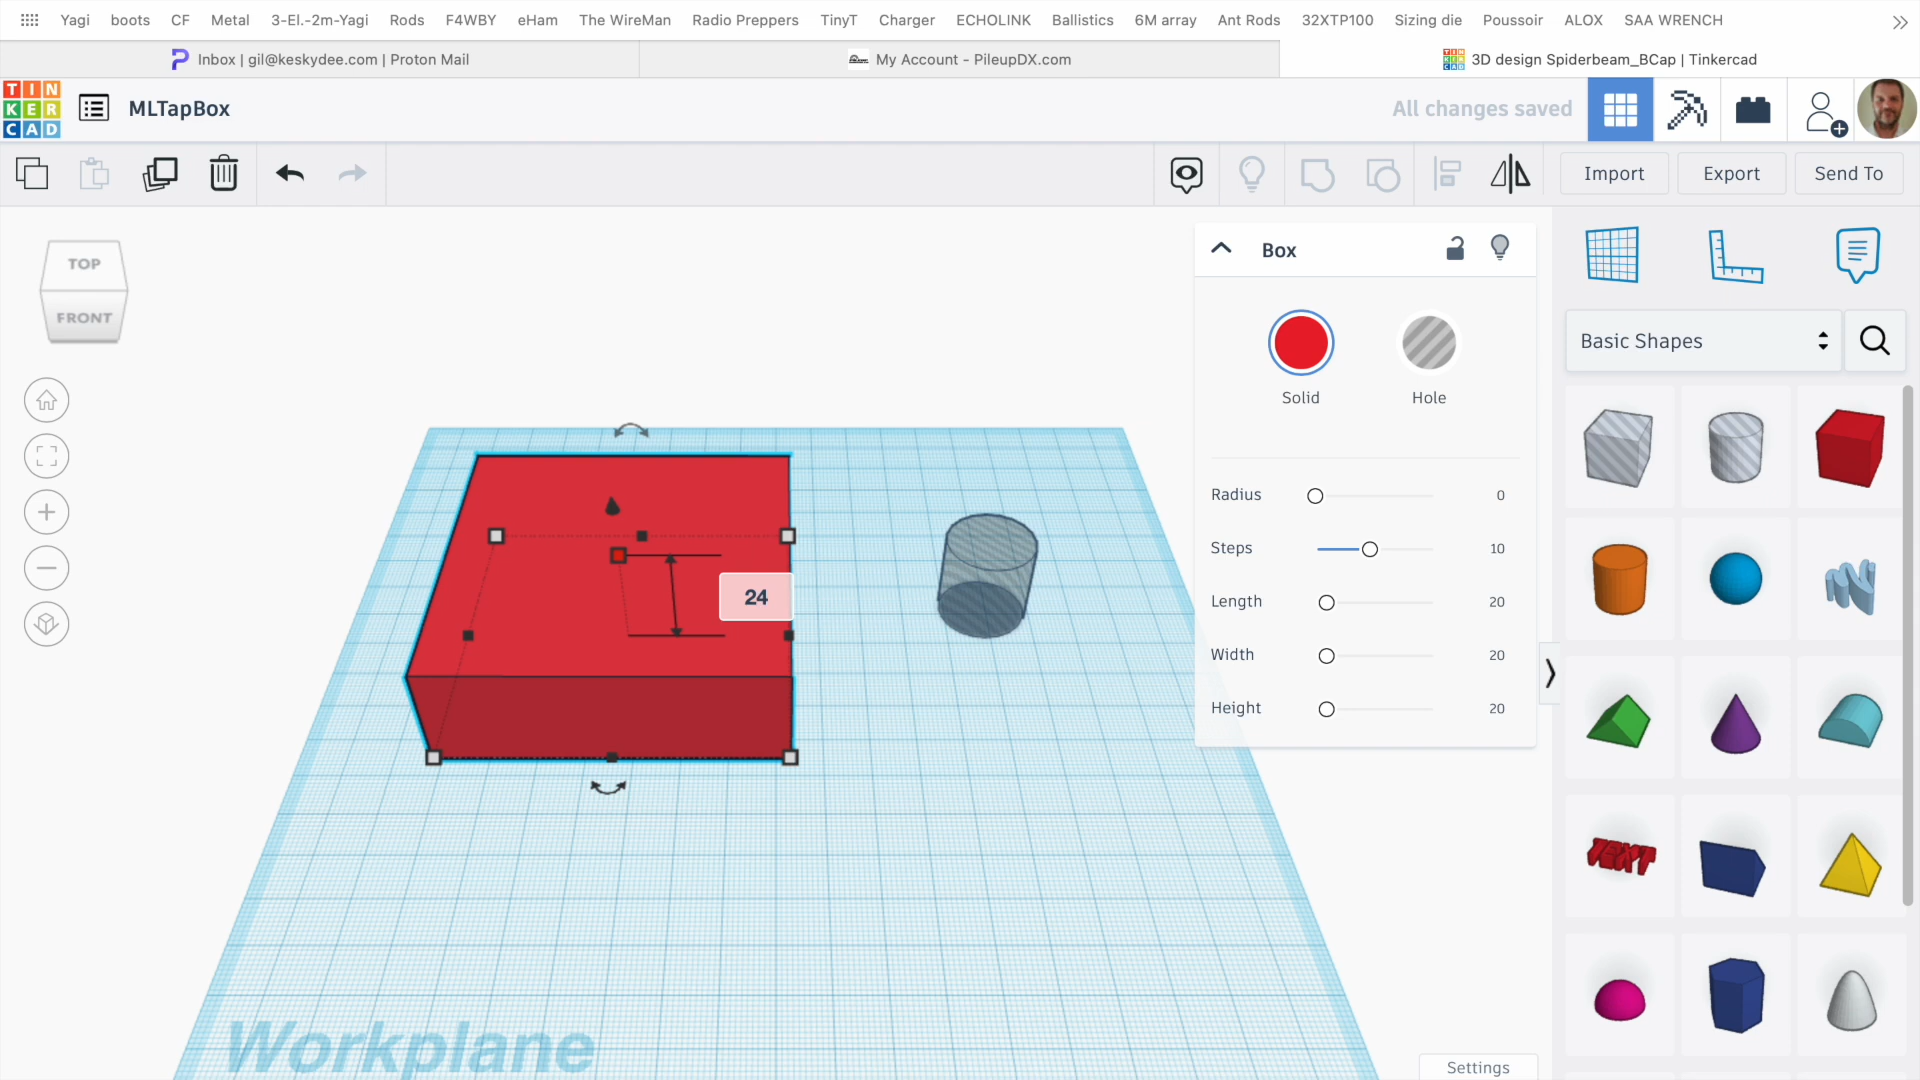 Yagi boots CF Metal 3-El.-2m-Yagi Rods F4WBY eHam The WireMan Radio Preppers TinyT Charger ECHOLINK Ballistics 6M array Ant Rods 32XTP100 Sizing die Poussoir ALOX SAA WRENCH
Inbox | gil@keskydee.com | Proton Mail
My Account - PileupDX.com
3D design Spiderbeam_BCap | Tinkercad
TIN
KER
CAD
MLTapBox
All changes saved
Import
Export
Send To
TOP
FRONT
Box
Solid
Hole
Radius 0
Steps 10
Length 20
Width 20
Height 20
24
Basic Shapes
TEXT
Workplane
Settings